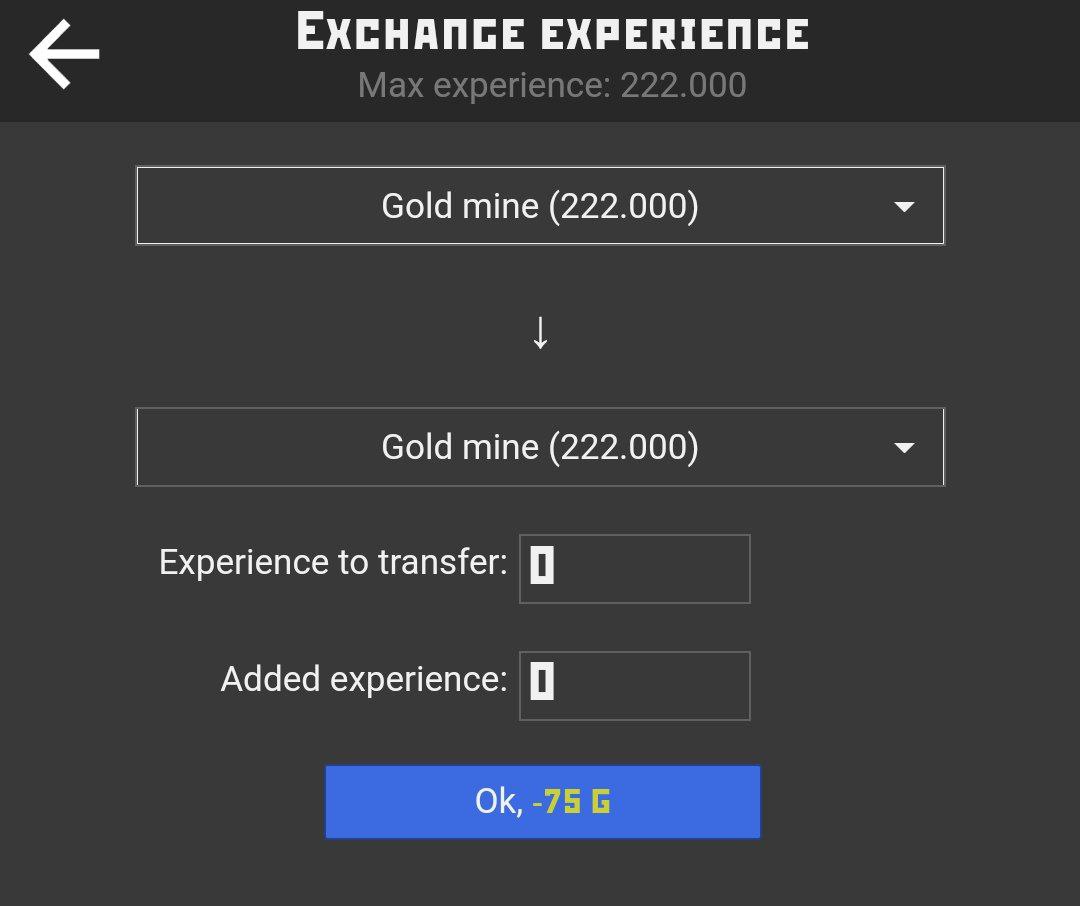 Exchange experience
Max experience: 222.000
Gold mine (222.000)
↓
Gold mine (222.000)
Experience to transfer: 0
Added experience: 0
Ok, -75 G